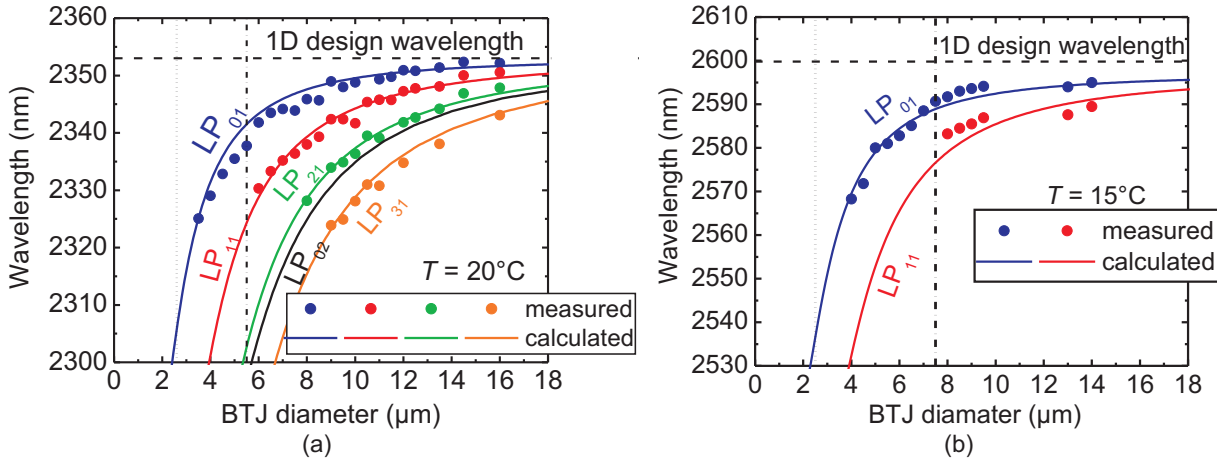 2360
1D design wavelength
2350
2340
2330
2320
2310
2300
Wavelength (nm)
LP01
LP11
LP21
LP02
LP31
T = 20°C
measured
calculated
0 2 4 6 8 10 12 14 16 18
BTJ diameter (µm)
(a)
2610
1D design wavelength
2600
2590
2580
2570
2560
2550
2540
2530
Wavelength (nm)
LP01
LP11
T = 15°C
measured
calculated
0 2 4 6 8 10 12 14 16 18
BTJ diamater (µm)
(b)